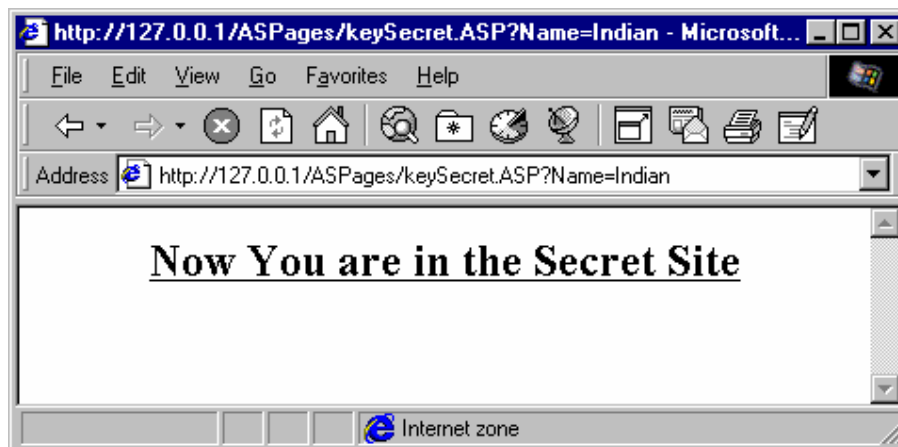 http://127.0.0.1/ASPages/keySecret.ASP?Name=Indian - Microsoft...
File Edit View Go Favorites Help
Address http://127.0.0.1/ASPages/keySecret.ASP?Name=Indian
Now You are in the Secret Site
Internet zone